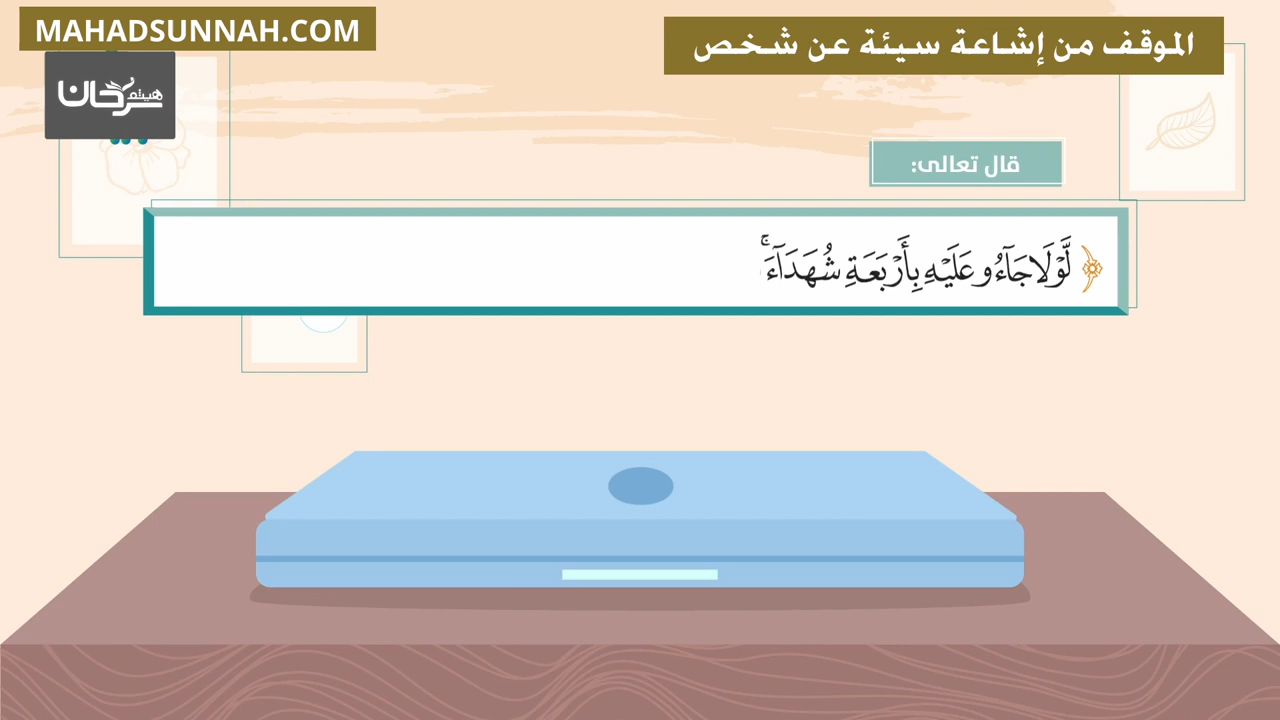 MAHADSUNNAH.COM
الموقف من إشاعة سيئة عن شخص
هيثم سرحان
قال تعالى:
﴿لَّوْلَا جَآءُو عَلَيْهِ بِأَرْبَعَةِ شُهَدَآءَۚ